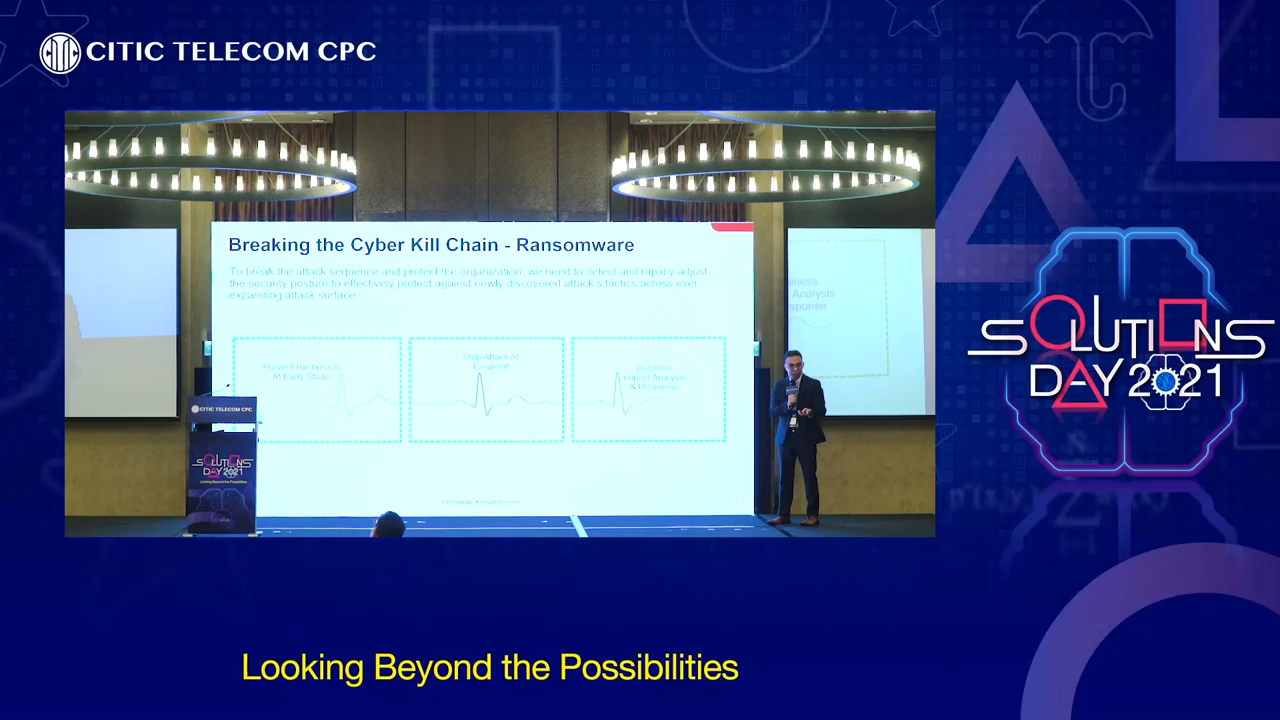 CITIC TELECOM CPC
Breaking the Cyber Kill Chain - Ransomware
To break the attack sequence and protect the organization, we need to detect and rapidly adjust
the security posture to effectively protect against newly discovered attack's tactics across ever
expanding attack surface
Prevent the breach
At Early Stage
Stop Attack At
Endpoint
Business
Impact Analysis
& Response
Analysis
CITIC TELECOM CPC
SOLUTIONS
DAY 2021
Looking Beyond the Possibilities
SOLUTIONS
DAY 2021
Looking Beyond the Possibilities